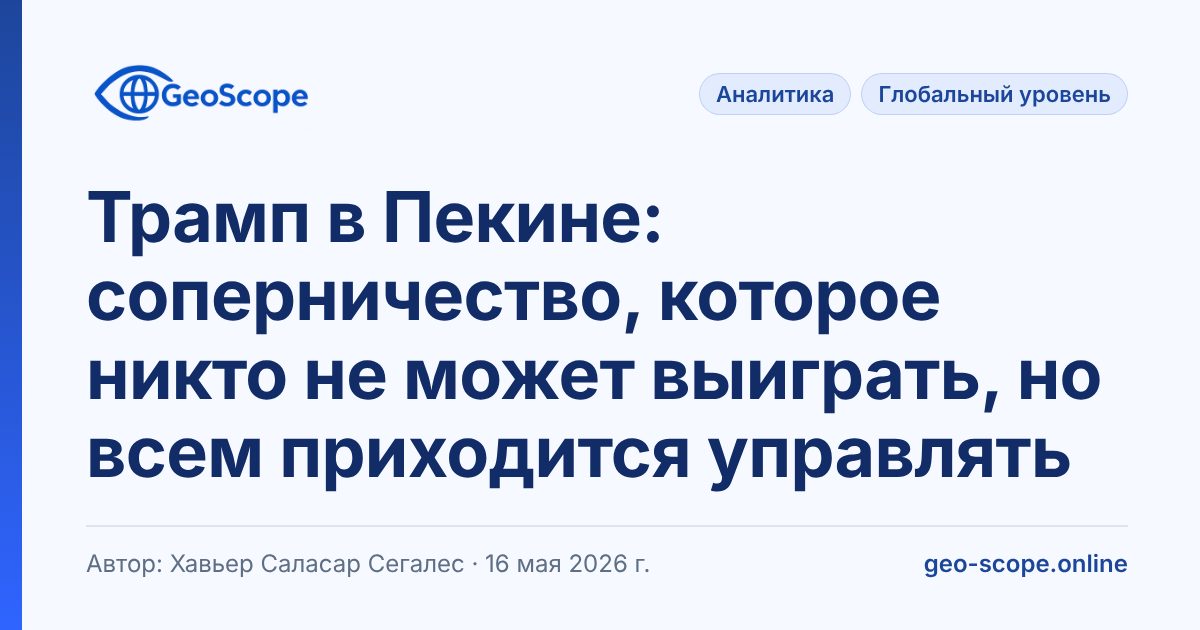 GeoScope
Аналитика
Глобальный уровень
Трамп в Пекине:
соперничество, которое
никто не может выиграть, но
всем приходится управлять
Автор: Хавьер Саласар Сегалес · 16 мая 2026 г.
geo-scope.online